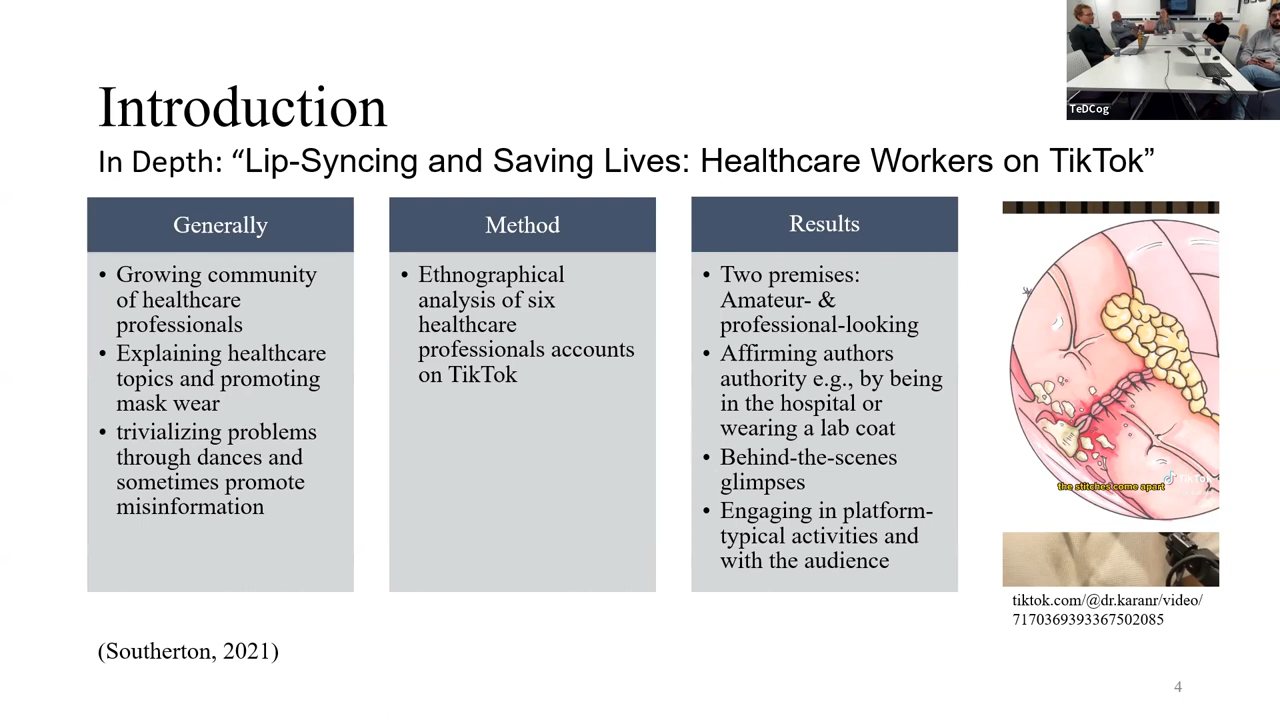 TeDCog
Introduction
In Depth: “Lip-Syncing and Saving Lives: Healthcare Workers on TikTok”
Generally
• Growing community
of healthcare
professionals
• Explaining healthcare
topics and promoting
mask wear
• trivializing problems
through dances and
sometimes promote
misinformation
Method
• Ethnographical
analysis of six
healthcare
professionals accounts
on TikTok
Results
• Two premises:
Amateur- &
professional-looking
• Affirming authors
authority e.g., by being
in the hospital or
wearing a lab coat
• Behind-the-scenes
glimpses
• Engaging in platform-
typical activities and
with the audience
TikTok
the stitches come apart
tiktok.com/@dr.karanr/video/
7170369393367502085
(Southerton, 2021)
4